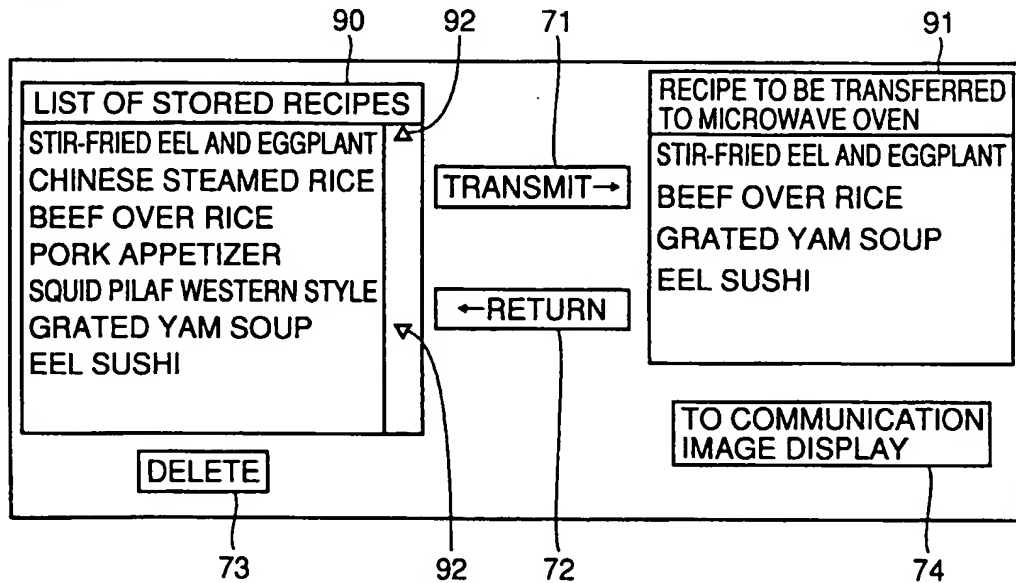 90
92
71
91
LIST OF STORED RECIPES
STIR-FRIED EEL AND EGGPLANT
CHINESE STEAMED RICE
BEEF OVER RICE
PORK APPETIZER
SQUID PILAF WESTERN STYLE
GRATED YAM SOUP
EEL SUSHI
TRANSMIT→
←RETURN
RECIPE TO BE TRANSFERRED
TO MICROWAVE OVEN
STIR-FRIED EEL AND EGGPLANT
BEEF OVER RICE
GRATED YAM SOUP
EEL SUSHI
TO COMMUNICATION
IMAGE DISPLAY
DELETE
73
92
72
74